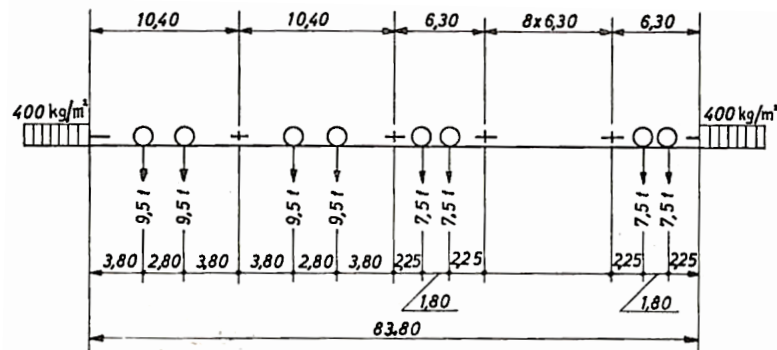 10,40 10,40 6,30 8x6,30 6,30
400 kg/m² 400 kg/m²
9,5 t 9,5 t 9,5 t 9,5 t 7,5 t 7,5 t 7,5 t 7,5 t
3,80 2,80 3,80 3,80 2,80 3,80 2,25 2,25 2,25 2,25
1,80 1,80
83.80